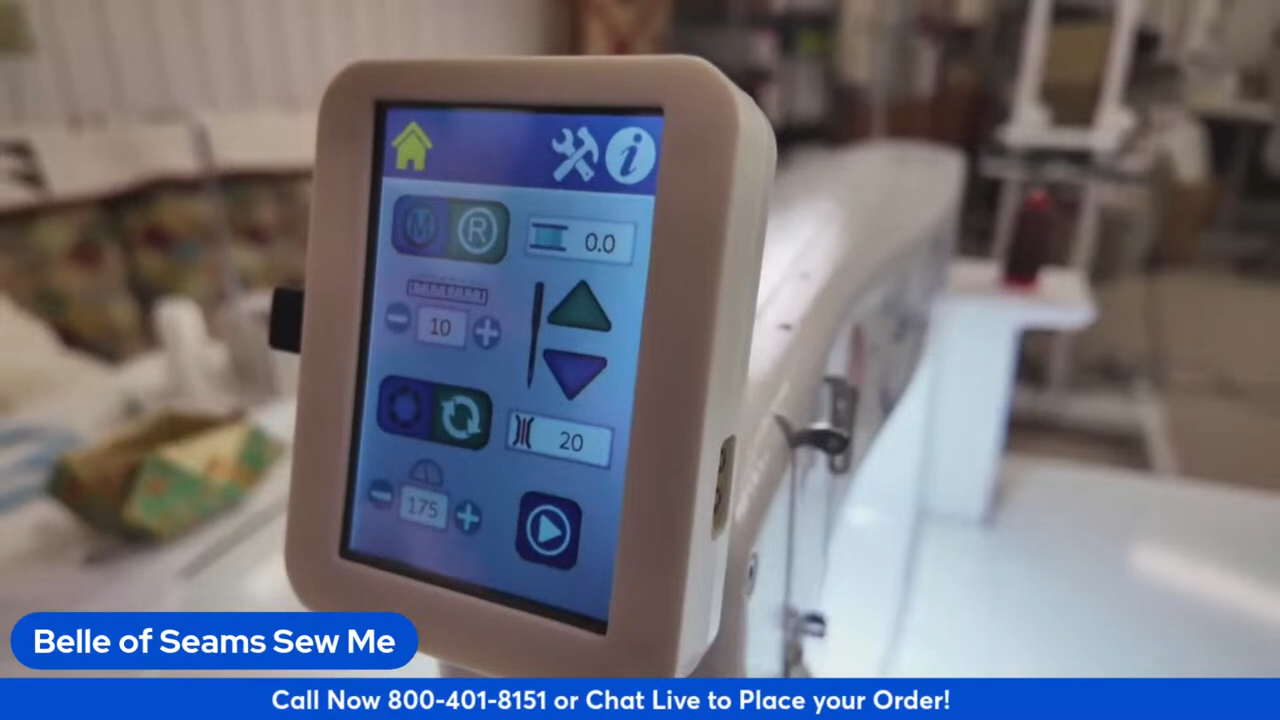 i
M R
0.0
10
20
175
Belle of Seams Sew Me
Call Now 800-401-8151 or Chat Live to Place your Order!